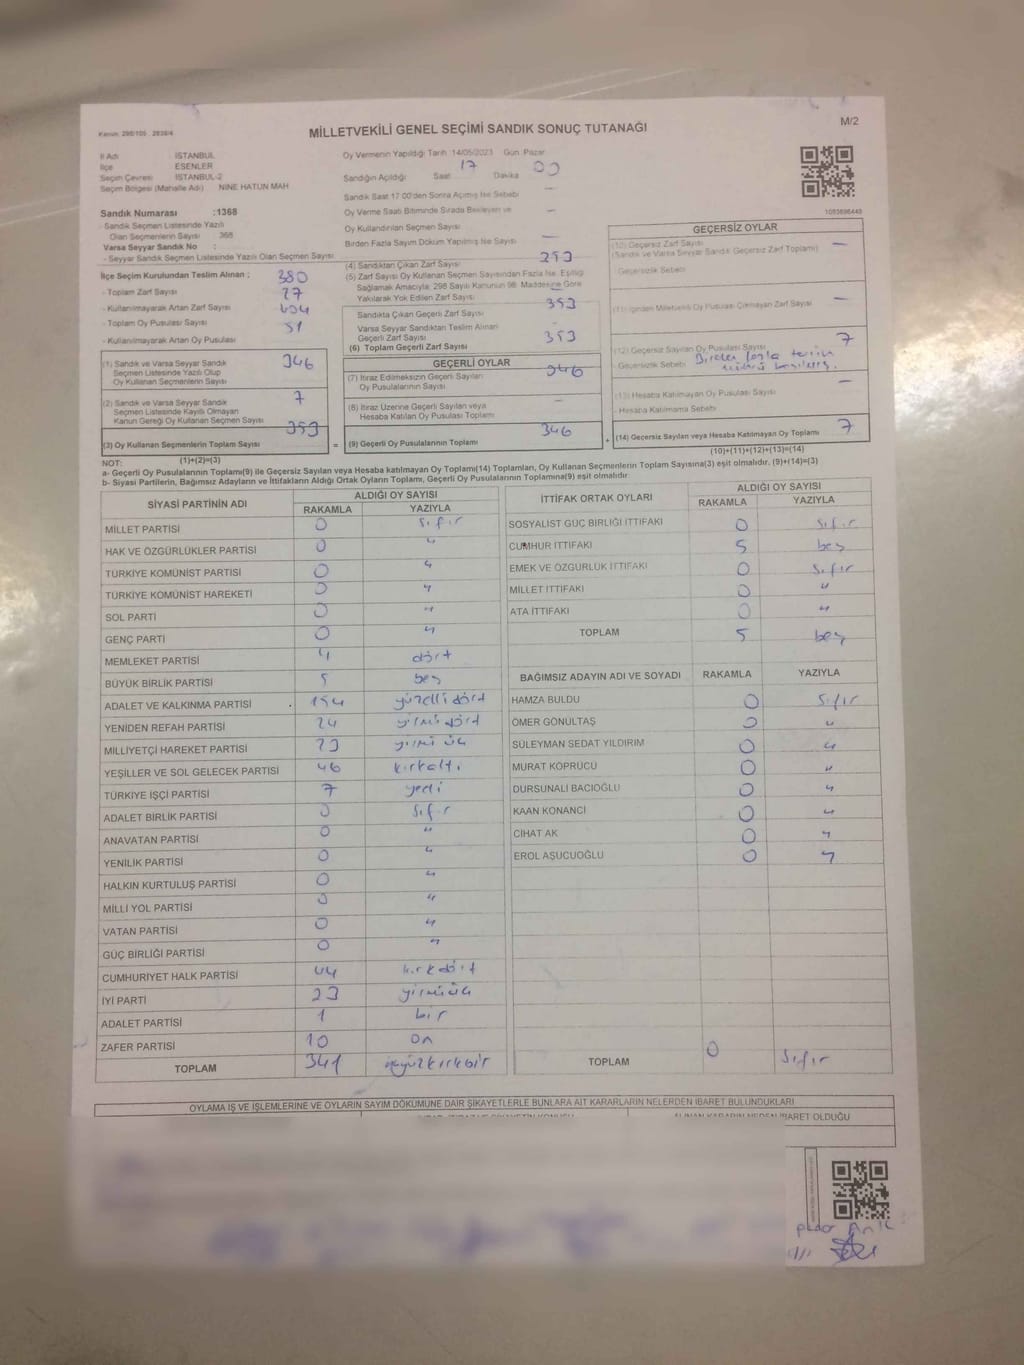 Kanun: 298/105 2839/4
MİLLETVEKİLİ GENEL SEÇİMİ SANDIK SONUÇ TUTANAĞI
M/2
İl Adı İSTANBUL
İlçe ESENLER
Seçim Çevresi İSTANBUL-2
Seçim Bölgesi (Mahalle Adı) NİNE HATUN MAH
Sandık Numarası :1368
- Sandık Seçmen Listesinde Yazılı
Olan Seçmenlerin Sayısı 368
Varsa Seyyar Sandık No :
- Seyyar Sandık Seçmen Listesinde Yazılı Olan Seçmen Sayısı
Oy Vermenin Yapıldığı Tarih 14/05/2023 Gün Pazar
Sandığın Açıldığı Saat 17 Dakika 00
Sandık Saat 17:00'den Sonra Açılmış İse Sebebi —
Oy Verme Saati Bitiminde Sırada Bekleyen ve —
Oy Kullandırılan Seçmen Sayısı
Birden Fazla Sayım Döküm Yapılmış İse Sayısı —
1093696440
İlçe Seçim Kurulundan Teslim Alınan ;
- Toplam Zarf Sayısı 380
- Kullanılmayarak Artan Zarf Sayısı 27
- Toplam Oy Pusulası Sayısı 404
- Kullanılmayarak Artan Oy Pusulası 51
(4) Sandıktan Çıkan Zarf Sayısı 353
(5) Zarf Sayısı Oy Kullanan Seçmen Sayısından Fazla İse, Eşitliği
Sağlamak Amacıyla; 298 Sayılı Kanunun 98. Maddesine Göre
Yakılarak Yok Edilen Zarf Sayısı —
Sandıkta Çıkan Geçerli Zarf Sayısı 353
Varsa Seyyar Sandıktan Teslim Alınan
Geçerli Zarf Sayısı
(6) Toplam Geçerli Zarf Sayısı 353
(1) Sandık ve Varsa Seyyar Sandık
Seçmen Listesinde Yazılı Olup
Oy Kullanan Seçmenlerin Sayısı 346
(2) Sandık ve Varsa Seyyar Sandık
Seçmen Listesinde Kayıtlı Olmayan
Kanun Gereği Oy Kullanan Seçmen Sayısı 7
(3) Oy Kullanan Seçmenlerin Toplam Sayısı 353
(1)+(2)=(3)
GEÇERLİ OYLAR
(7) İtiraz Edilmeksizin Geçerli Sayılan
Oy Pusulalarının Sayısı 346
(8) İtiraz Üzerine Geçerli Sayılan veya
Hesaba Katılan Oy Pusulası Toplamı —
= (9) Geçerli Oy Pusulalarının Toplamı 346
GEÇERSİZ OYLAR
(10) Geçersiz Zarf Sayısı —
(Sandık ve Varsa Seyyar Sandık Geçersiz Zarf Toplamı)
- Geçersizlik Sebebi
(11) İçinden Milletvekili Oy Pusulası Çıkmayan Zarf Sayısı —
(12) Geçersiz Sayılan Oy Pusulası Sayısı 7
- Geçersizlik Sebebi Birden fazla tercih
mührü basılmış.
(13) Hesaba Katılmayan Oy Pusulası Sayısı —
- Hesaba Katılmama Sebebi
+ (14) Geçersiz Sayılan veya Hesaba Katılmayan Oy Toplamı 7
(10)+(11)+(12)+(13)=(14)
NOT:
a- Geçerli Oy Pusulalarının Toplamı(9) ile Geçersiz Sayılan veya Hesaba katılmayan Oy Toplamı(14) Toplamları, Oy Kullanan Seçmenlerin Toplam Sayısına(3) eşit olmalıdır. (9)+(14)=(3)
b- Siyasi Partilerin, Bağımsız Adayların ve İttifakların Aldığı Ortak Oyların Toplamı, Geçerli Oy Pusulalarının Toplamına(9) eşit olmalıdır
SİYASİ PARTİNİN ADI ALDIĞI OY SAYISI
RAKAMLA YAZIYLA
MİLLET PARTİSİ 0 sıfır
HAK VE ÖZGÜRLÜKLER PARTİSİ 0 "
TÜRKİYE KOMÜNİST PARTİSİ 0 "
TÜRKİYE KOMÜNİST HAREKETİ 0 "
SOL PARTİ 0 "
GENÇ PARTİ 0 "
MEMLEKET PARTİSİ 4 dört
BÜYÜK BİRLİK PARTİSİ 5 beş
ADALET VE KALKINMA PARTİSİ 154 yüzellidört
YENİDEN REFAH PARTİSİ 24 yirmidört
MİLLİYETÇİ HAREKET PARTİSİ 23 yirmi üç
YEŞİLLER VE SOL GELECEK PARTİSİ 46 kırkaltı
TÜRKİYE İŞÇİ PARTİSİ 7 yedi
ADALET BİRLİK PARTİSİ 0 sıfır
ANAVATAN PARTİSİ 0 "
YENİLİK PARTİSİ 0 "
HALKIN KURTULUŞ PARTİSİ 0 "
MİLLİ YOL PARTİSİ 0 "
VATAN PARTİSİ 0 "
GÜÇ BİRLİĞİ PARTİSİ 0 "
CUMHURİYET HALK PARTİSİ 44 kırkdört
İYİ PARTİ 23 yirmiüç
ADALET PARTİSİ 1 bir
ZAFER PARTİSİ 10 on
TOPLAM 341 üçyüzkırkbir
İTTİFAK ORTAK OYLARI ALDIĞI OY SAYISI
RAKAMLA YAZIYLA
SOSYALİST GÜÇ BİRLİĞİ İTTİFAKI 0 sıfır
CUMHUR İTTİFAKI 5 beş
EMEK VE ÖZGÜRLÜK İTTİFAKI 0 sıfır
MİLLET İTTİFAKI 0 "
ATA İTTİFAKI 0 "
TOPLAM 5 beş
BAĞIMSIZ ADAYIN ADI VE SOYADI RAKAMLA YAZIYLA
HAMZA BULDU 0 sıfır
ÖMER GÖNÜLTAŞ 0 "
SÜLEYMAN SEDAT YILDIRIM 0 "
MURAT KÖPRÜCÜ 0 "
DURSUNALİ BACIOĞLU 0 "
KAAN KONANCİ 0 "
CİHAT AK 0 "
EROL AŞUCUOĞLU 0 "
TOPLAM 0 sıfır
OYLAMA İŞ VE İŞLEMLERİNE VE OYLARIN SAYIM DÖKÜMÜNE DAİR ŞİKAYETLERLE BUNLARA AİT KARARLARIN NELERDEN İBARET BULUNDUKLARI
ALINAN KARARIN NEDEN İBARET OLDUĞU